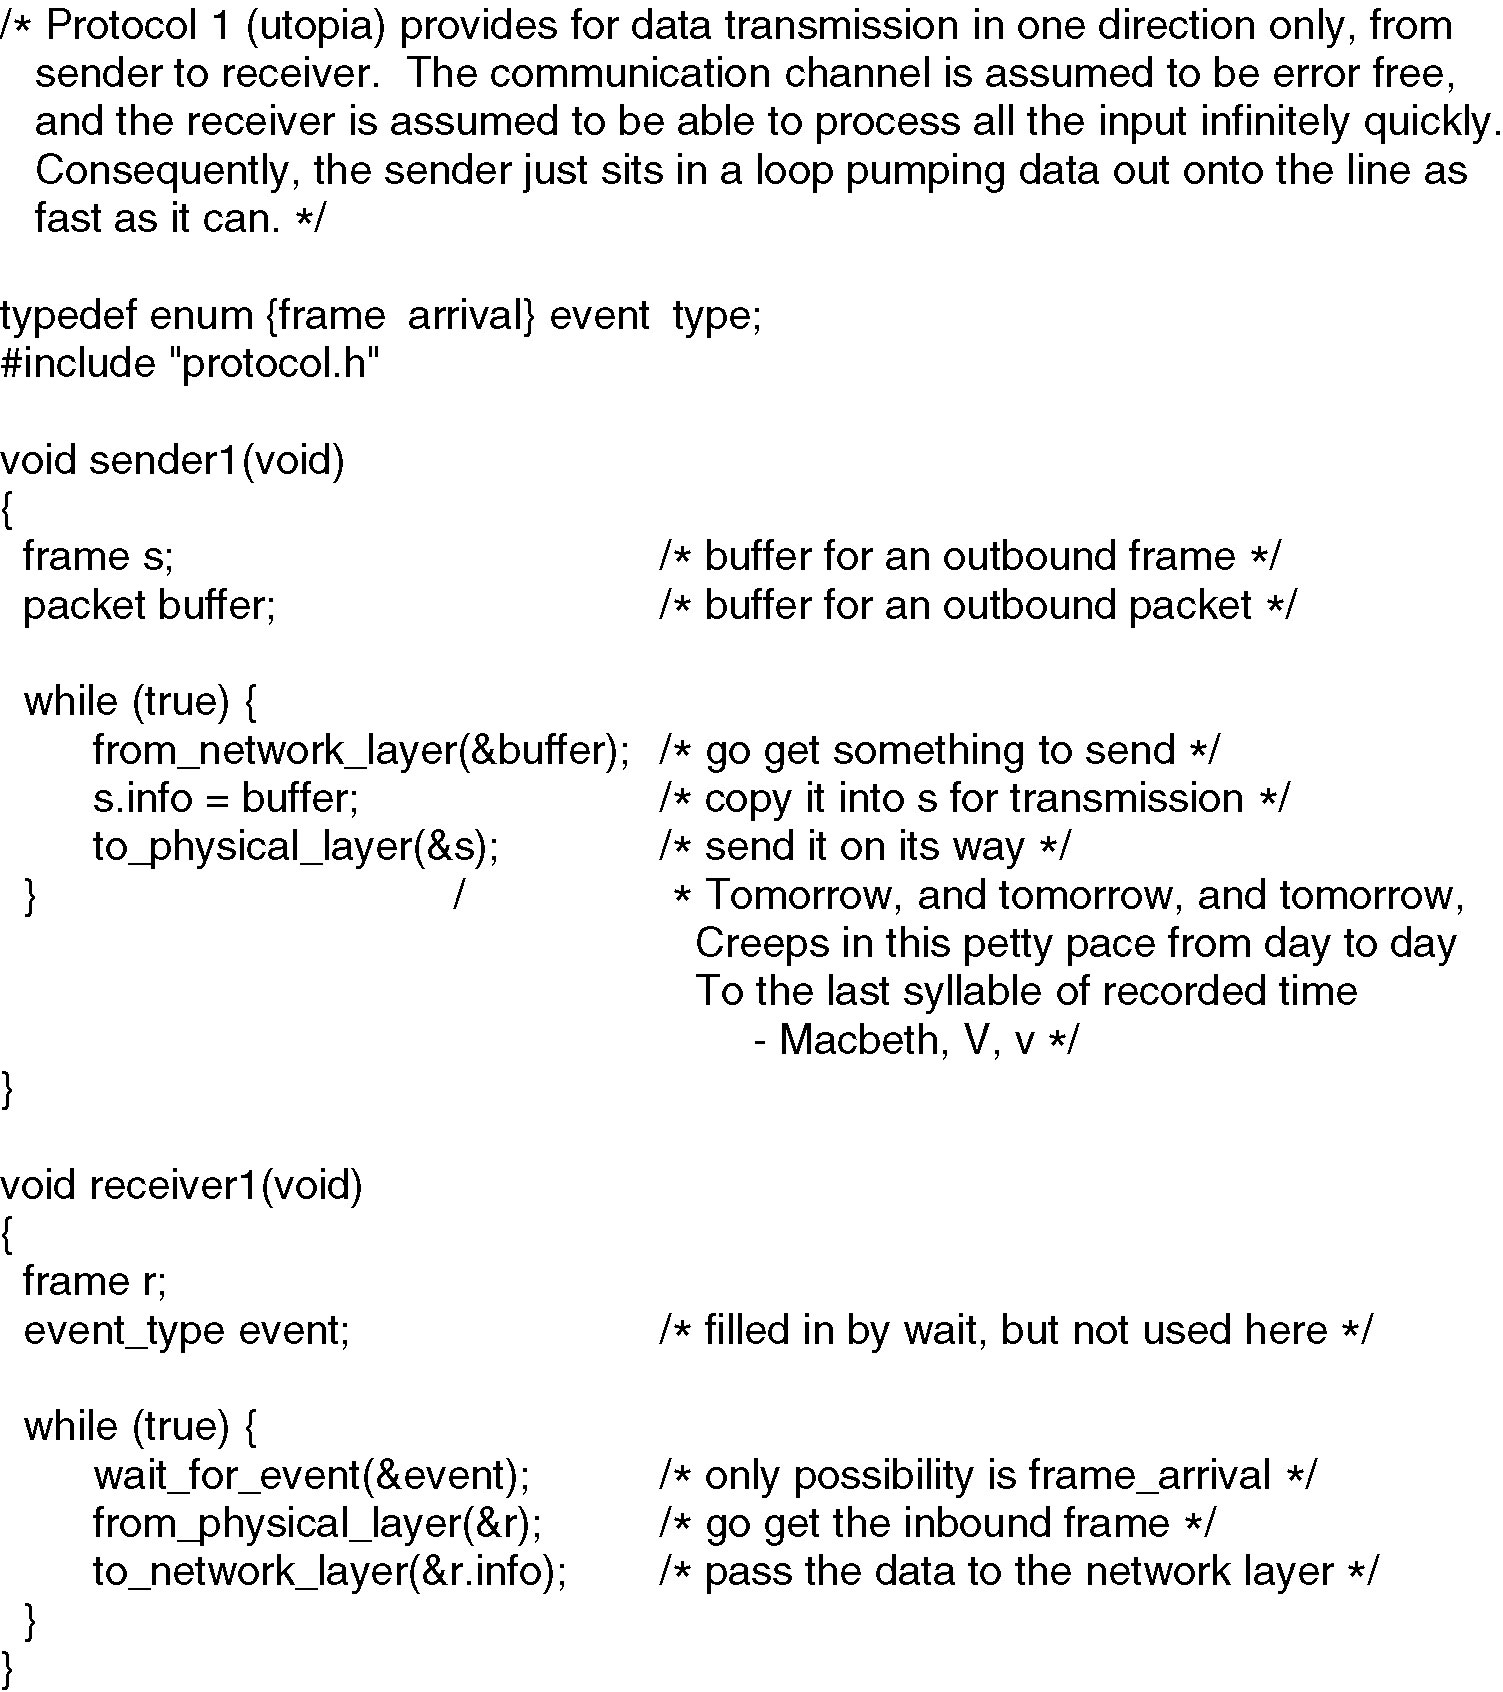 /* Protocol 1 (utopia) provides for data transmission in one direction only, from
sender to receiver. The communication channel is assumed to be error free,
and the receiver is assumed to be able to process all the input infinitely quickly.
Consequently, the sender just sits in a loop pumping data out onto the line as
fast as it can. */
typedef enum {frame arrival} event type;
#include "protocol.h"
void sender1(void)
{
frame s; /* buffer for an outbound frame */
packet buffer; /* buffer for an outbound packet */
while (true) {
from_network_layer(&buffer); /* go get something to send */
s.info = buffer; /* copy it into s for transmission */
to_physical_layer(&s); /* send it on its way */
} / * Tomorrow, and tomorrow, and tomorrow,
Creeps in this petty pace from day to day
To the last syllable of recorded time
- Macbeth, V, v */
}
void receiver1(void)
{
frame r;
event_type event; /* filled in by wait, but not used here */
while (true) {
wait_for_event(&event); /* only possibility is frame_arrival */
from_physical_layer(&r); /* go get the inbound frame */
to_network_layer(&r.info); /* pass the data to the network layer */
}
}